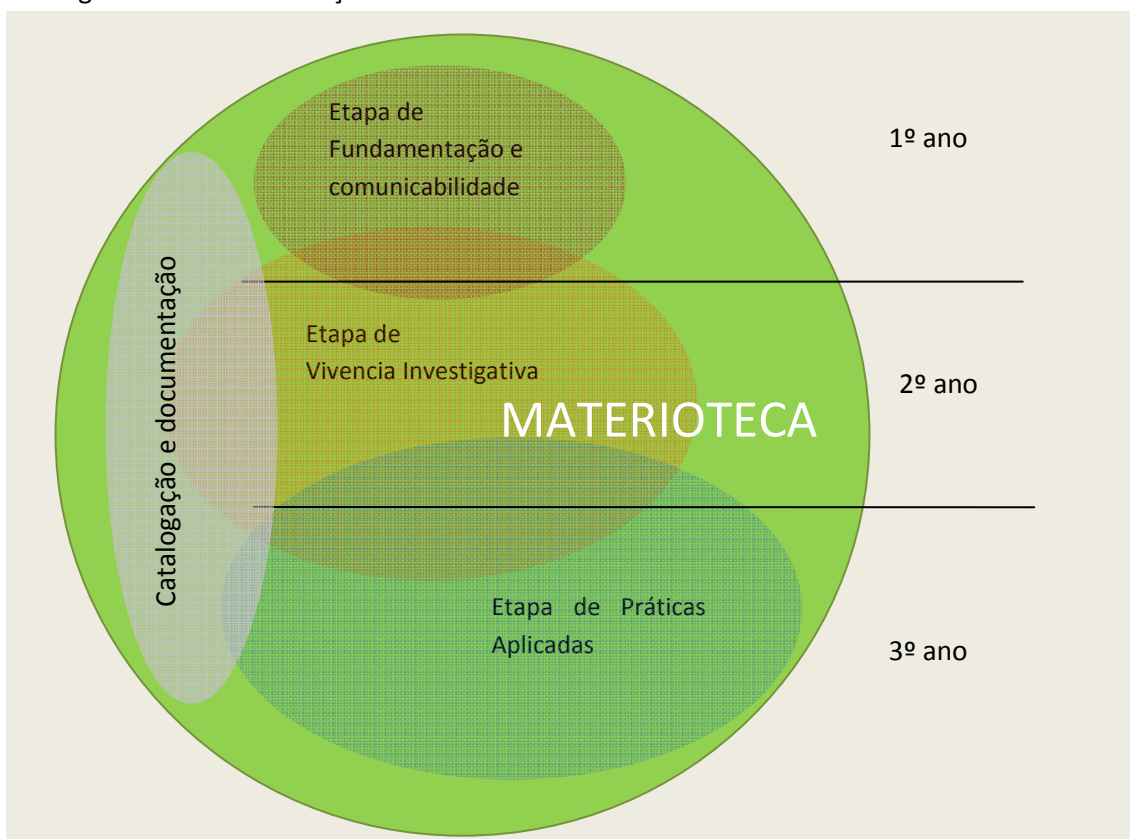 Etapa de
Fundamentação e
comunicabilidade
1º ano
Catalogação e documentação
Etapa de
Vivencia Investigativa
2º ano
MATERIOTECA
Etapa de Práticas
Aplicadas
3º ano